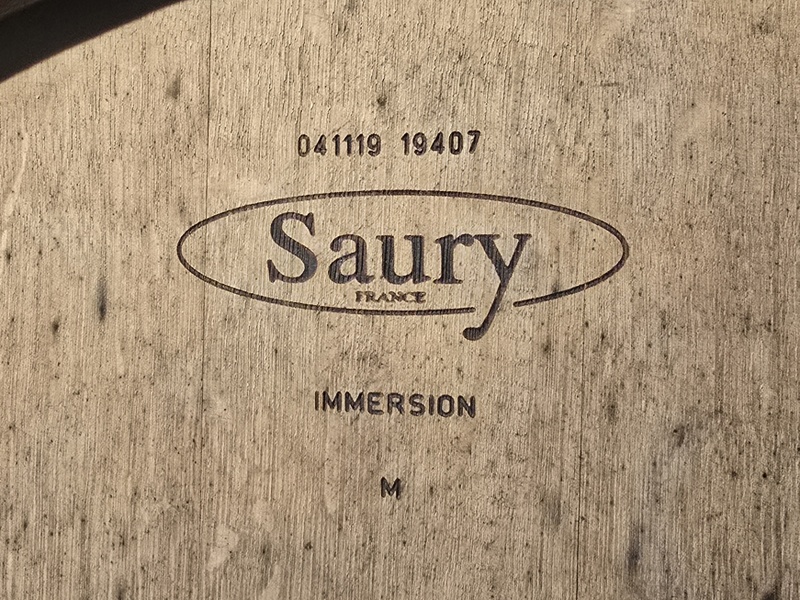 041119 19407
Saury
FRANCE
IMMERSION
M